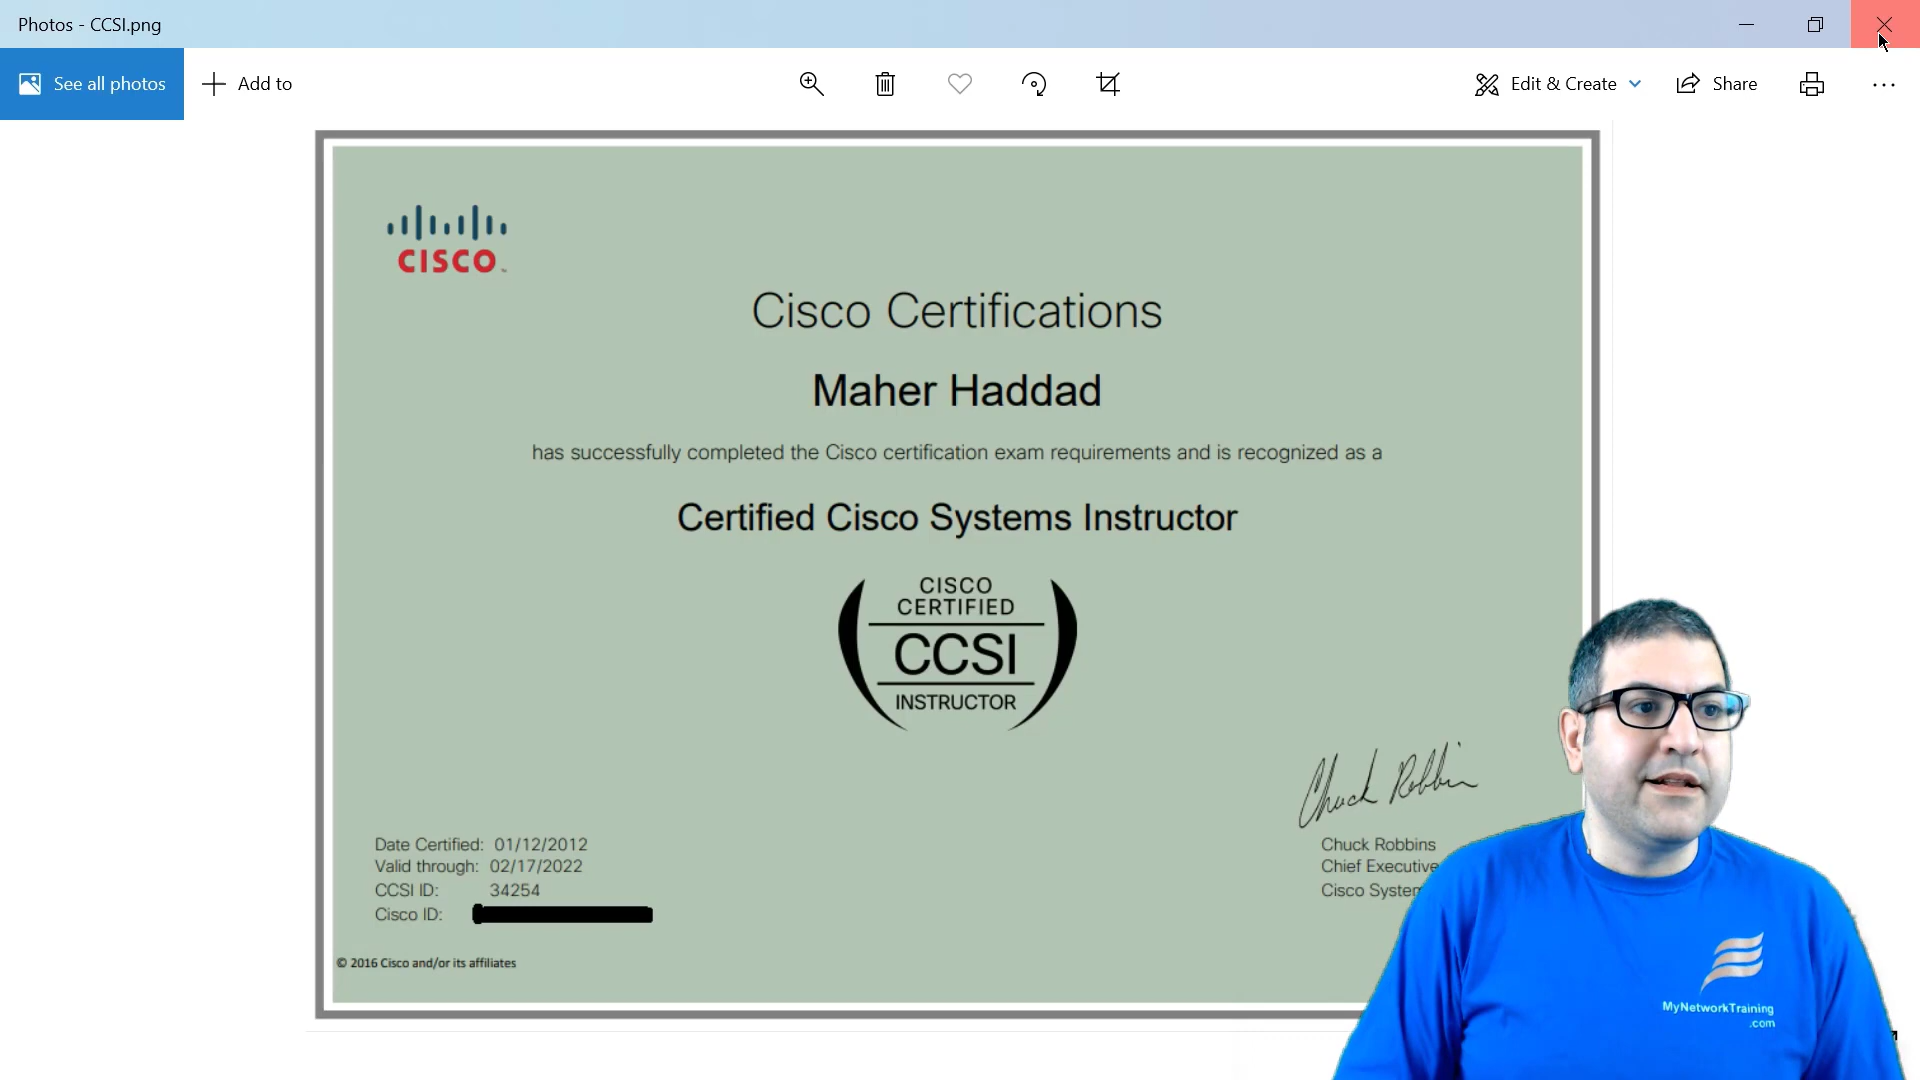 Photos - CCSI.png
See all photos
Add to
Edit & Create
Share
CISCO
Cisco Certifications
Maher Haddad
has successfully completed the Cisco certification exam requirements and is recognized as a
Certified Cisco Systems Instructor
CISCO
CERTIFIED
CCSI
INSTRUCTOR
Chuck Robbins
Date Certified: 01/12/2012
Valid through: 02/17/2022
CCSI ID: 34254
Cisco ID:
Chuck Robbins
Chief Executive
Cisco System
© 2016 Cisco and/or its affiliates
MyNetworkTraining
.com